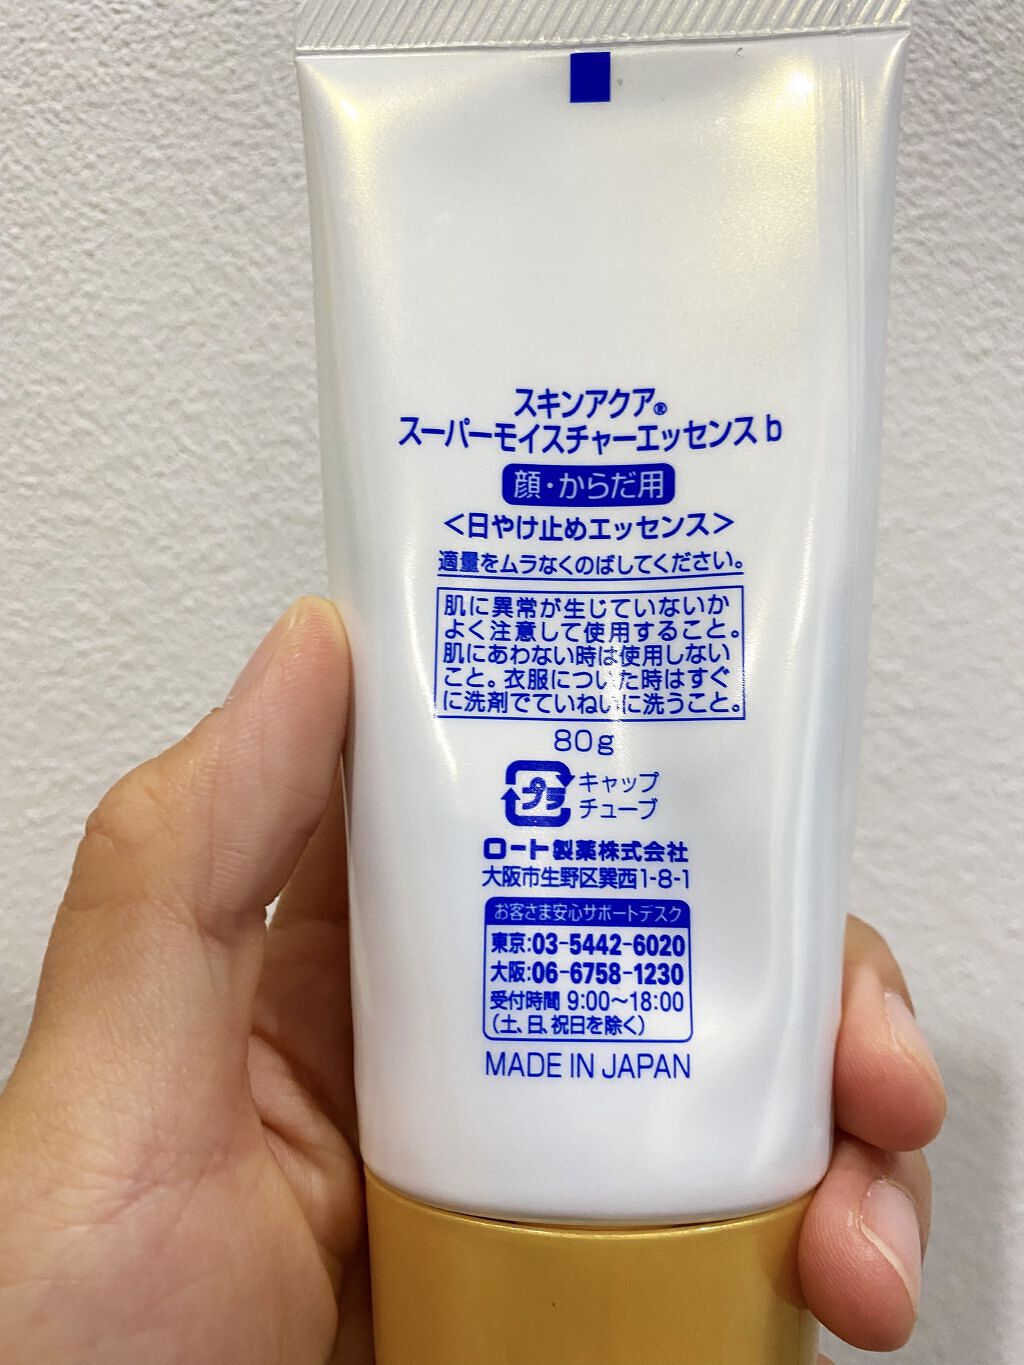 スキンアクア®
スーパーモイスチャーエッセンス b
顔・からだ用
<日やけ止めエッセンス>
適量をムラなくのばしてください。
肌に異常が生じていないか
よく注意して使用すること。
肌にあわない時は使用しない
こと。衣服についた時はすぐ
に洗剤でていねいに洗うこと。
80g
プラ
キャップ
チューブ
ロート製薬株式会社
大阪市生野区巽西1-8-1
お客さま安心サポートデスク
東京:03-5442-6020
大阪:06-6758-1230
受付時間 9:00～18:00
(土、日、祝日を除く)
MADE IN JAPAN